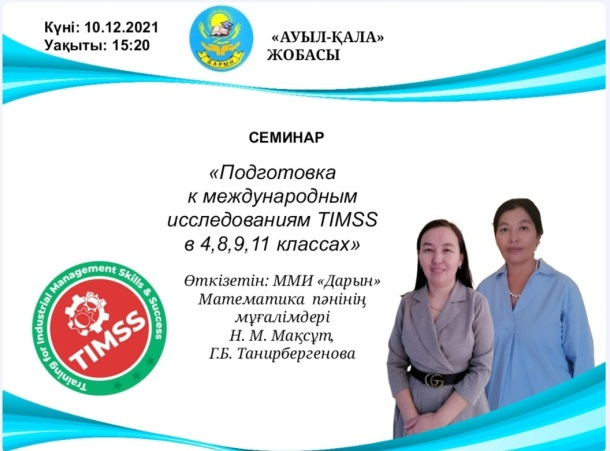 Күні: 10.12.2021
Уақыты: 15:20
ДАРЫН
«АУЫЛ-ҚАЛА»
ЖОБАСЫ
СЕМИНАР
«Подготовка
к международным
исследованиям TIMSS
в 4,8,9,11 классах»
Өткізетін: ММИ «Дарын»
Математика пәнінің
мұғалімдері
Н. М. Мақсұт,
Г.Б. Танирбергенова
Training for Industrial Management Skills & Success
TIMSS